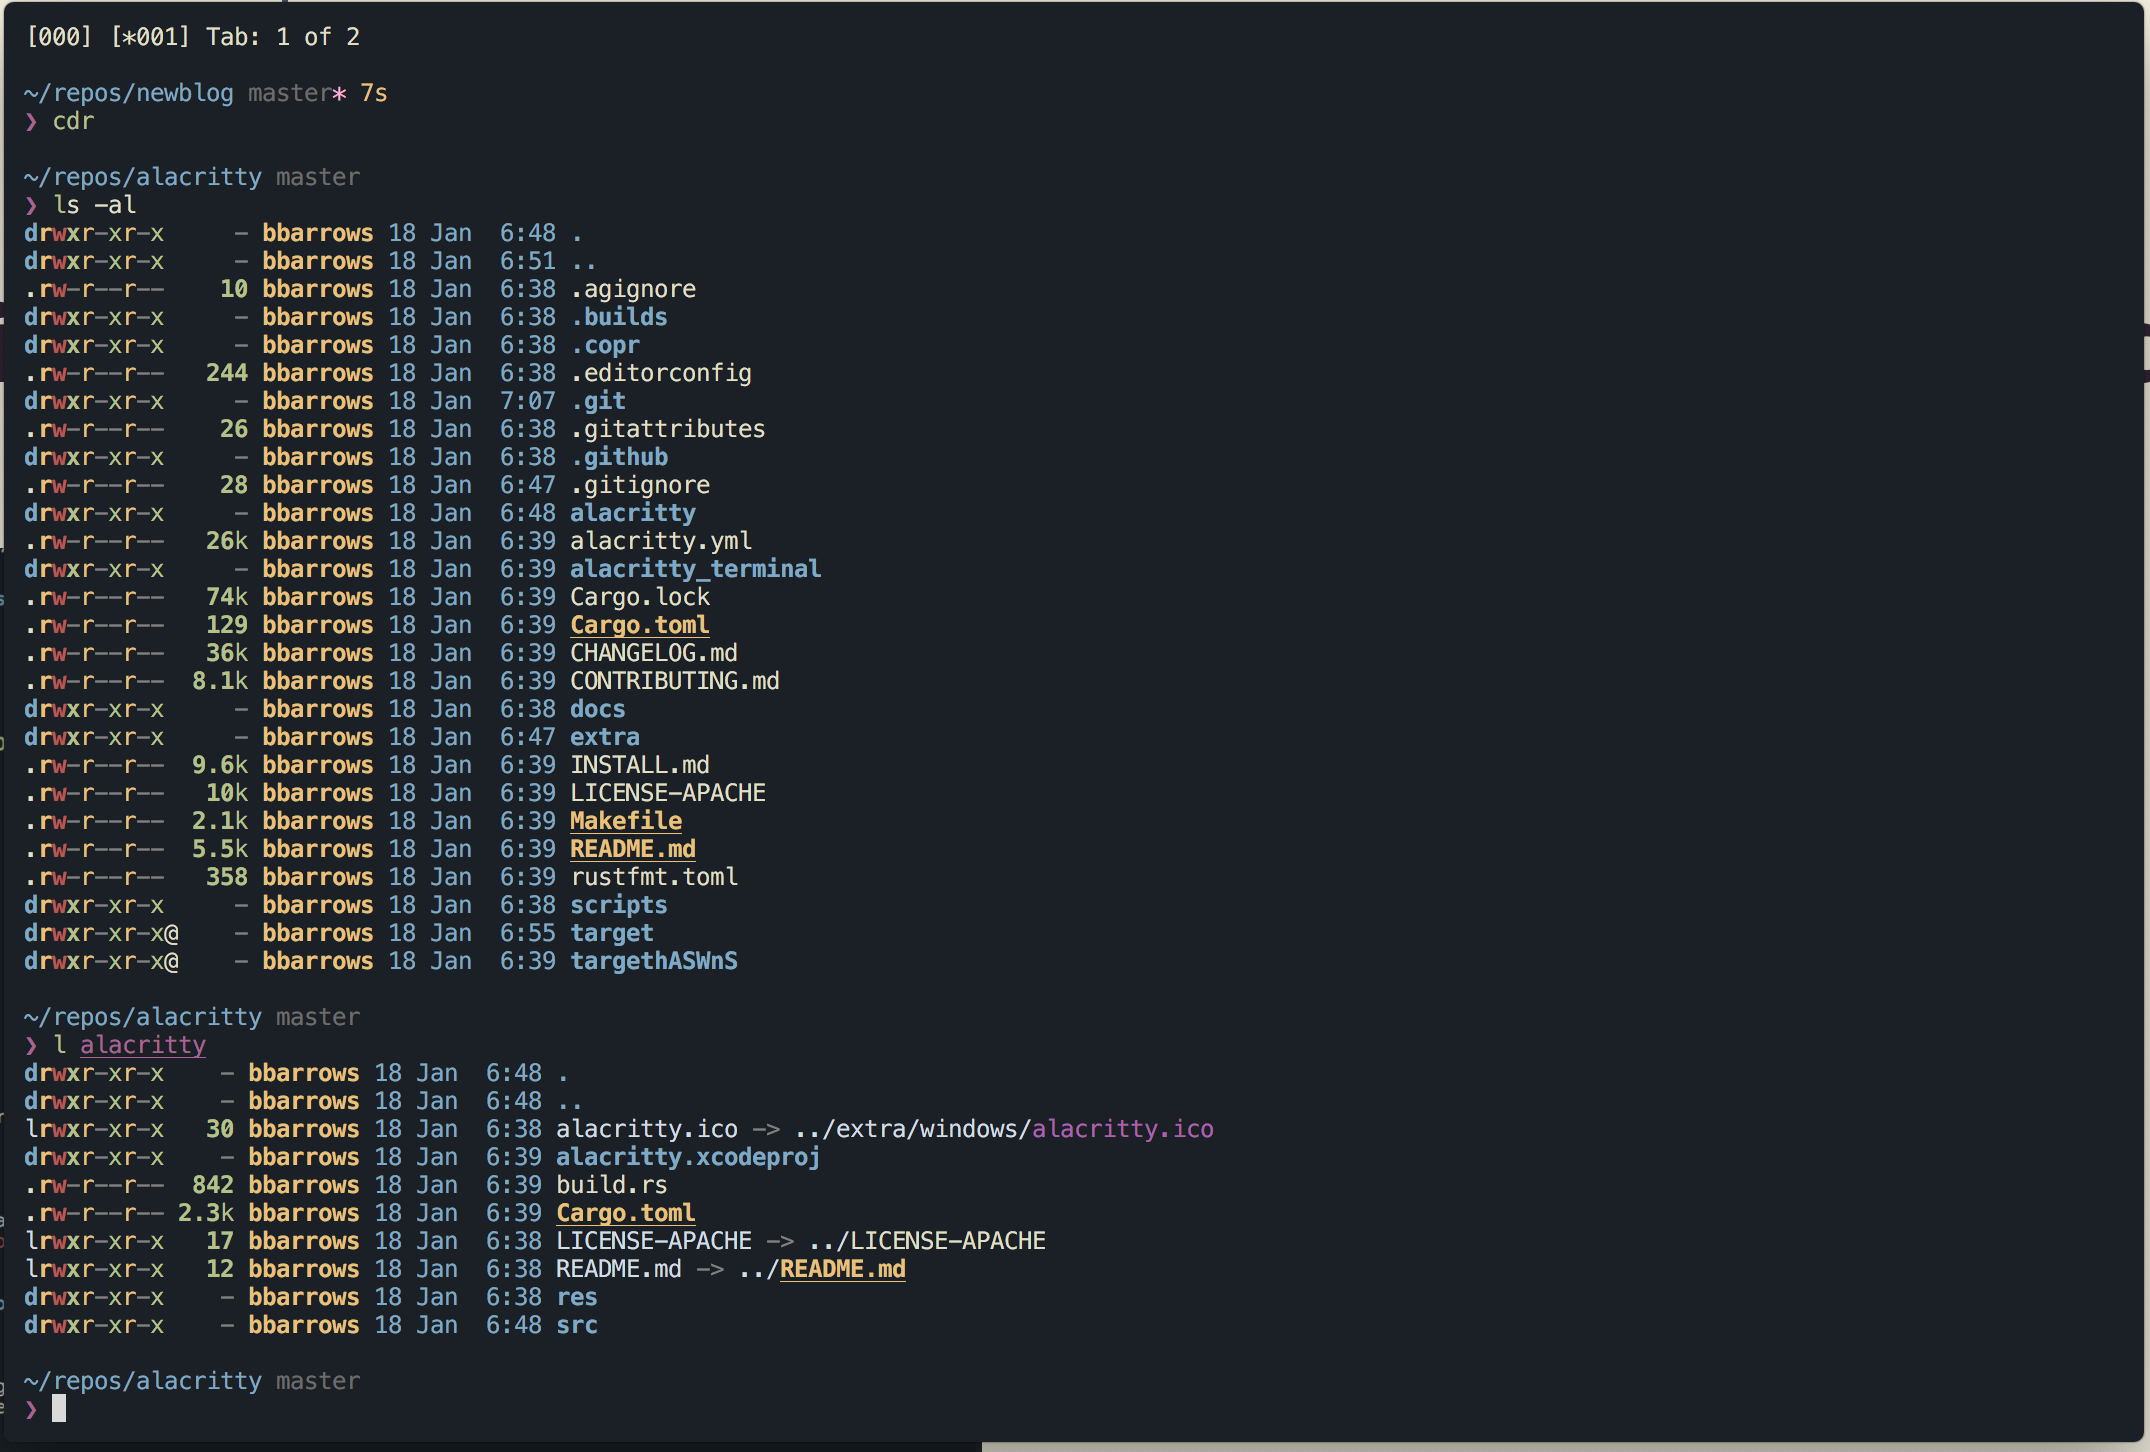 [000] [*001] Tab: 1 of 2
~/repos/newblog master* 7s
❯ cdr
~/repos/alacritty master
❯ ls -al
drwxr-xr-x     - bbarrows 18 Jan  6:48 .
drwxr-xr-x     - bbarrows 18 Jan  6:51 ..
.rw-r--r--    10 bbarrows 18 Jan  6:38 .agignore
drwxr-xr-x     - bbarrows 18 Jan  6:38 .builds
drwxr-xr-x     - bbarrows 18 Jan  6:38 .copr
.rw-r--r--   244 bbarrows 18 Jan  6:38 .editorconfig
drwxr-xr-x     - bbarrows 18 Jan  7:07 .git
.rw-r--r--    26 bbarrows 18 Jan  6:38 .gitattributes
drwxr-xr-x     - bbarrows 18 Jan  6:38 .github
.rw-r--r--    28 bbarrows 18 Jan  6:47 .gitignore
drwxr-xr-x     - bbarrows 18 Jan  6:48 alacritty
.rw-r--r--   26k bbarrows 18 Jan  6:39 alacritty.yml
drwxr-xr-x     - bbarrows 18 Jan  6:39 alacritty_terminal
.rw-r--r--   74k bbarrows 18 Jan  6:39 Cargo.lock
.rw-r--r--   129 bbarrows 18 Jan  6:39 Cargo.toml
.rw-r--r--   36k bbarrows 18 Jan  6:39 CHANGELOG.md
.rw-r--r--  8.1k bbarrows 18 Jan  6:39 CONTRIBUTING.md
drwxr-xr-x     - bbarrows 18 Jan  6:38 docs
drwxr-xr-x     - bbarrows 18 Jan  6:47 extra
.rw-r--r--  9.6k bbarrows 18 Jan  6:39 INSTALL.md
.rw-r--r--   10k bbarrows 18 Jan  6:39 LICENSE-APACHE
.rw-r--r--  2.1k bbarrows 18 Jan  6:39 Makefile
.rw-r--r--  5.5k bbarrows 18 Jan  6:39 README.md
.rw-r--r--   358 bbarrows 18 Jan  6:39 rustfmt.toml
drwxr-xr-x     - bbarrows 18 Jan  6:38 scripts
drwxr-xr-x@    - bbarrows 18 Jan  6:55 target
drwxr-xr-x@    - bbarrows 18 Jan  6:39 targethASWnS
~/repos/alacritty master
❯ l alacritty
drwxr-xr-x    - bbarrows 18 Jan  6:48 .
drwxr-xr-x    - bbarrows 18 Jan  6:48 ..
lrwxr-xr-x   30 bbarrows 18 Jan  6:38 alacritty.ico -> ../extra/windows/alacritty.ico
drwxr-xr-x    - bbarrows 18 Jan  6:39 alacritty.xcodeproj
.rw-r--r--  842 bbarrows 18 Jan  6:39 build.rs
.rw-r--r-- 2.3k bbarrows 18 Jan  6:39 Cargo.toml
lrwxr-xr-x   17 bbarrows 18 Jan  6:38 LICENSE-APACHE -> ../LICENSE-APACHE
lrwxr-xr-x   12 bbarrows 18 Jan  6:38 README.md -> ../README.md
drwxr-xr-x    - bbarrows 18 Jan  6:38 res
drwxr-xr-x    - bbarrows 18 Jan  6:48 src
~/repos/alacritty master
❯